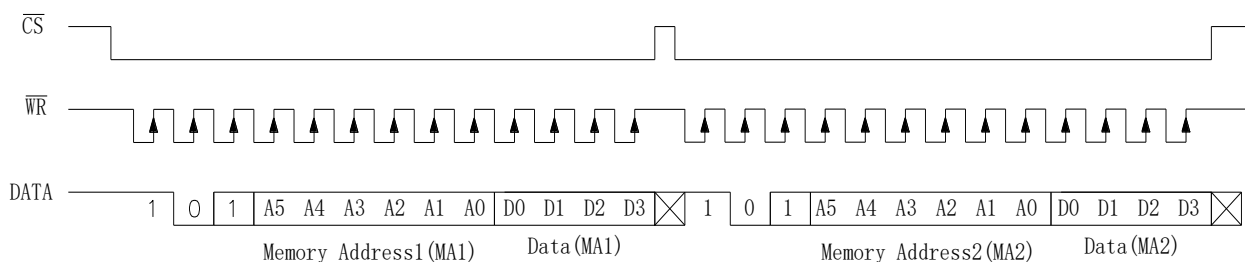 CS
WR
DATA 1 0 1 A5 A4 A3 A2 A1 A0 D0 D1 D2 D3 1 0 1 A5 A4 A3 A2 A1 A0 D0 D1 D2 D3
Memory Address1(MA1) Data(MA1) Memory Address2(MA2) Data(MA2)